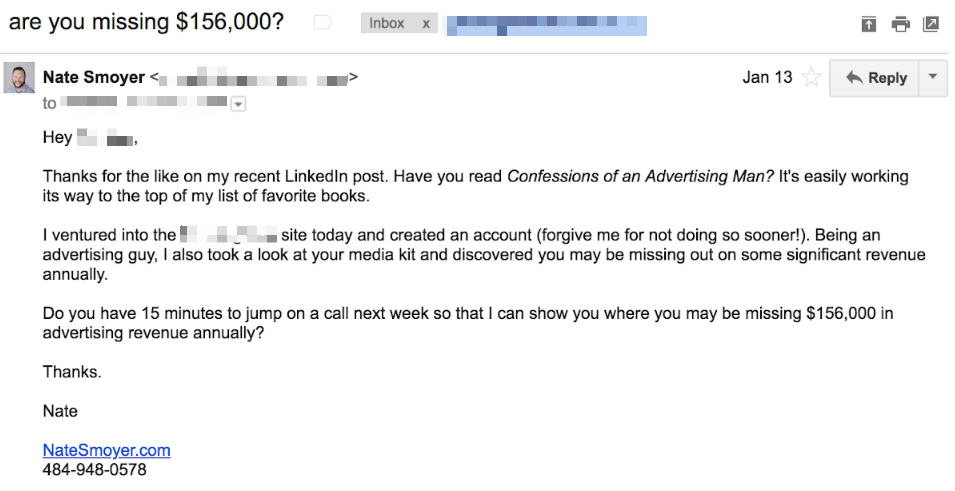 are you missing $156,000?
Inbox x
Nate Smoyer < >
Jan 13
Reply
to
Hey ,
Thanks for the like on my recent LinkedIn post. Have you read Confessions of an Advertising Man? It's easily working
its way to the top of my list of favorite books.
I ventured into the site today and created an account (forgive me for not doing so sooner!). Being an
advertising guy, I also took a look at your media kit and discovered you may be missing out on some significant revenue
annually.
Do you have 15 minutes to jump on a call next week so that I can show you where you may be missing $156,000 in
advertising revenue annually?
Thanks.
Nate
NateSmoyer.com
484-948-0578